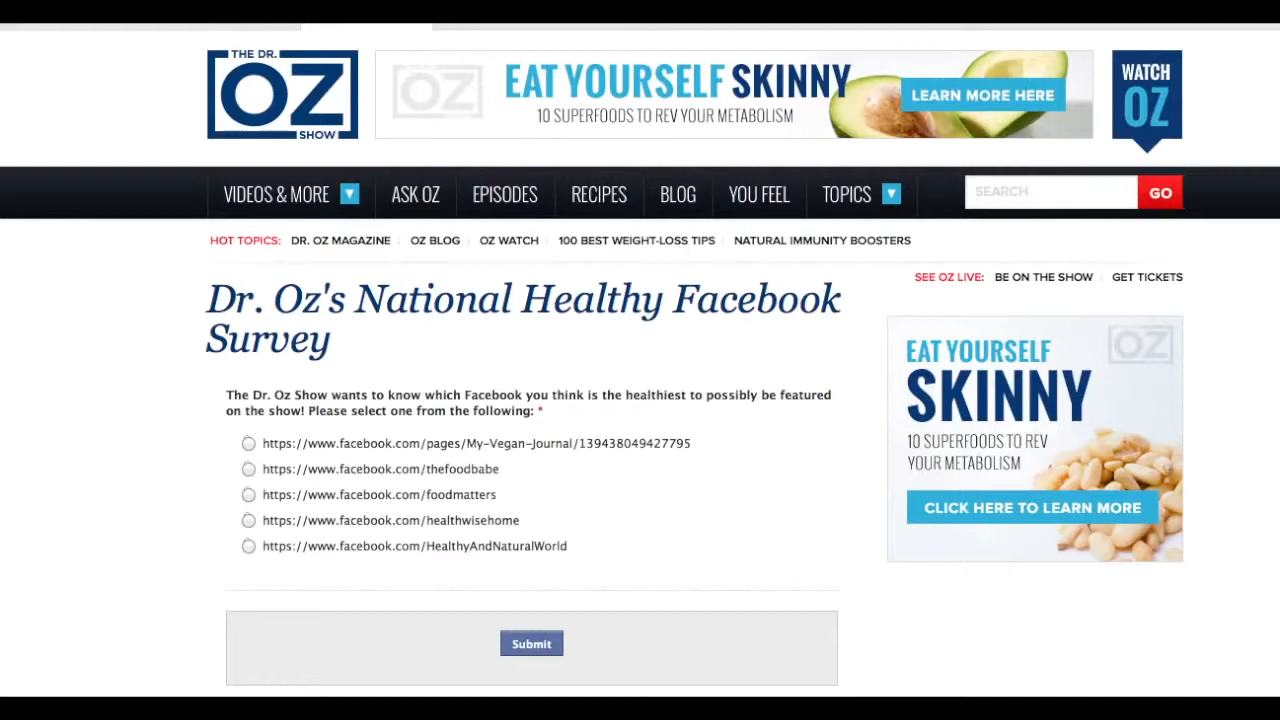 THE DR.
OZ
SHOW
OZ
EAT YOURSELF SKINNY
10 SUPERFOODS TO REV YOUR METABOLISM
LEARN MORE HERE
WATCH
OZ
VIDEOS & MORE
ASK OZ
EPISODES
RECIPES
BLOG
YOU FEEL
TOPICS
SEARCH
GO
HOT TOPICS: DR. OZ MAGAZINE OZ BLOG OZ WATCH 100 BEST WEIGHT-LOSS TIPS NATURAL IMMUNITY BOOSTERS
SEE OZ LIVE: BE ON THE SHOW GET TICKETS
Dr. Oz's National Healthy Facebook
Survey
The Dr. Oz Show wants to know which Facebook you think is the healthiest to possibly be featured
on the show! Please select one from the following: *
https://www.facebook.com/pages/My-Vegan-Journal/139438049427795
https://www.facebook.com/thefoodbabe
https://www.facebook.com/foodmatters
https://www.facebook.com/healthwisehome
https://www.facebook.com/HealthyAndNaturalWorld
Submit
OZ
EAT YOURSELF
SKINNY
10 SUPERFOODS TO REV
YOUR METABOLISM
CLICK HERE TO LEARN MORE